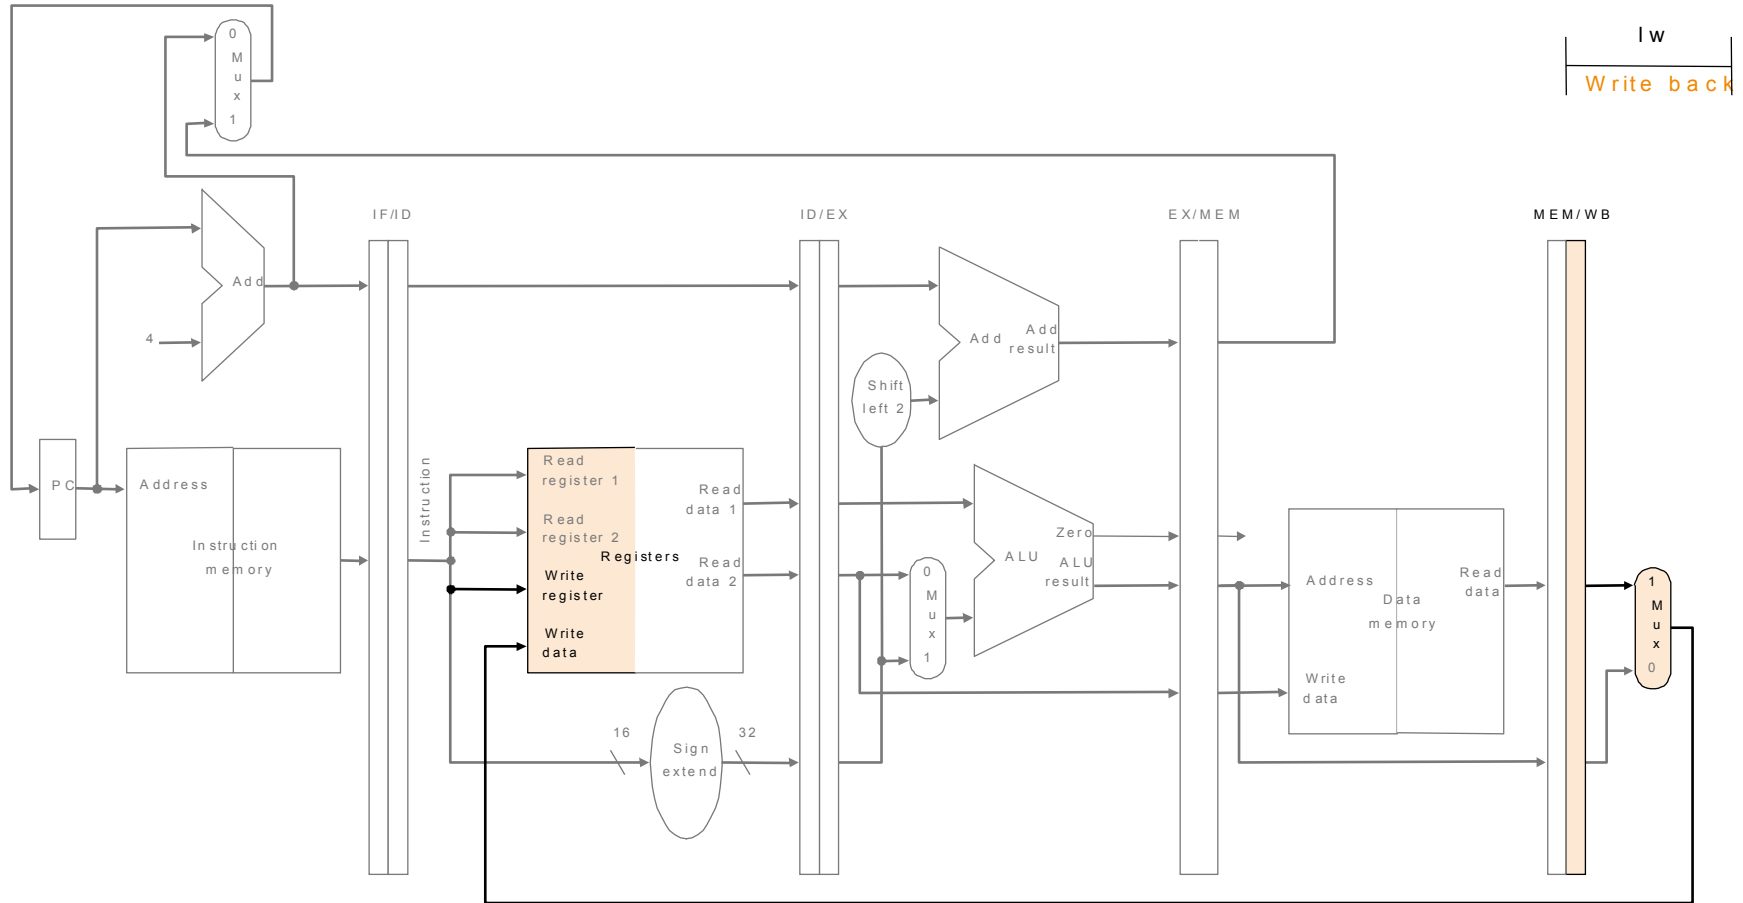 lw
Write back
0
M
u
x
1
IF/ID
ID/EX
EX/MEM
MEM/WB
Add
4
Add
Add
result
Shift
left 2
PC
Address
Instruction
memory
Instruction
Read
register 1
Read
register 2
Registers
Write
register
Write
data
Read
data 1
Read
data 2
0
M
u
x
1
Zero
ALU
ALU
result
Address
Data
memory
Read
data
Write
data
1
M
u
x
0
16
Sign
extend
32